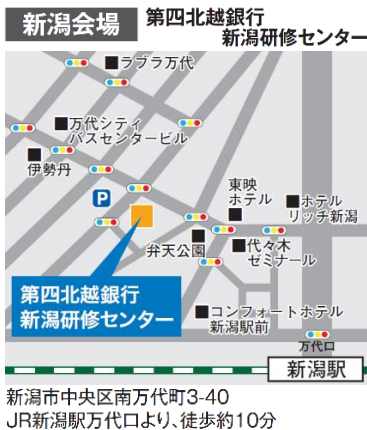 新潟会場
第四北越銀行
新潟研修センター
ラブラ万代
万代シティ
バスセンタービル
伊勢丹
P
東映
ホテル
ホテル
リッチ新潟
弁天公園
代々木
ゼミナール
第四北越銀行
新潟研修センター
コンフォートホテル
新潟駅前
万代口
新潟駅
新潟市中央区南万代町3-40
JR新潟駅万代口より、徒歩約10分